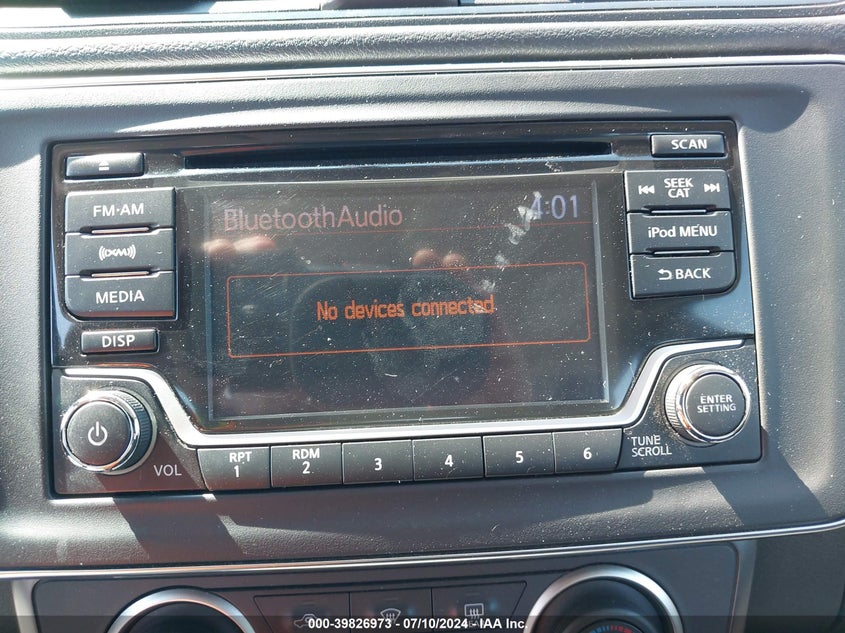 SCAN
FM·AM
SEEK
CAT
BluetoothAudio 4:01
XM
iPod MENU
MEDIA
BACK
No devices connected
DISP
ENTER
SETTING
VOL
RPT
1
RDM
2
3
4
5
6
TUNE
SCROLL
000-39826973 - 07/10/2024 - IAA Inc.